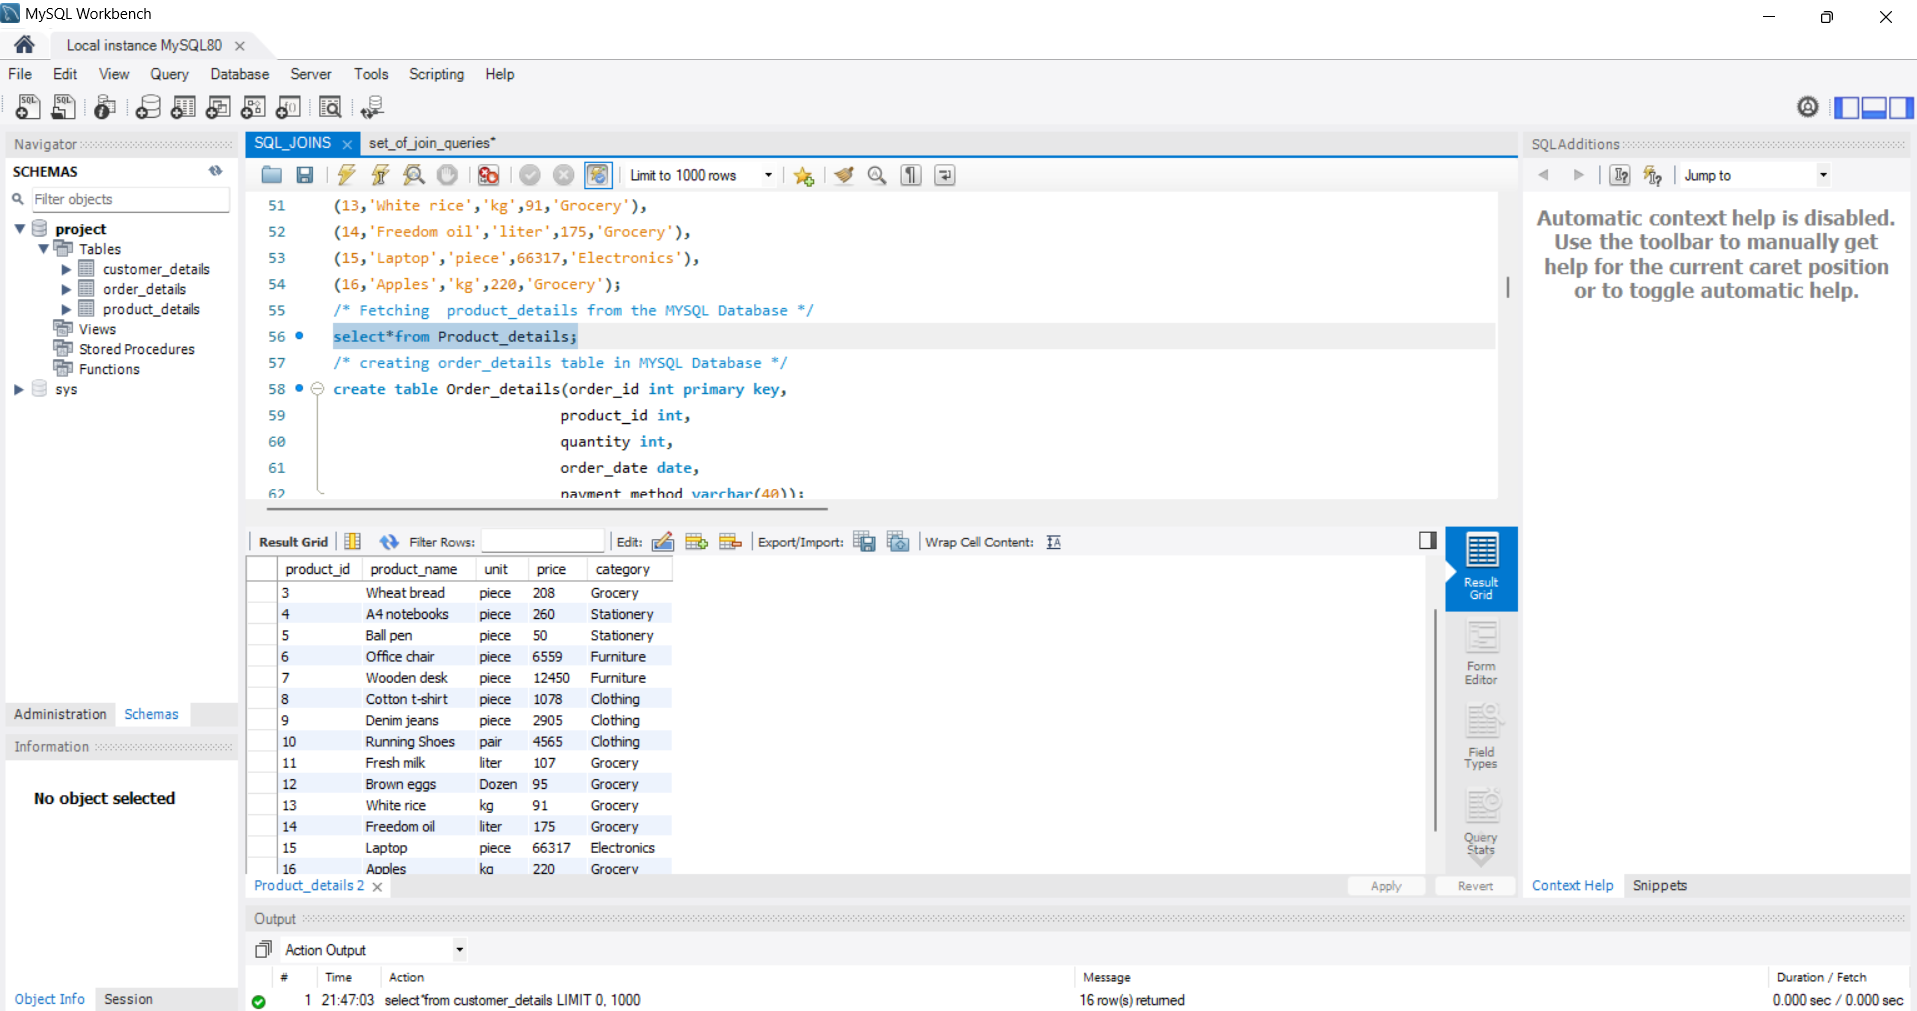 MySQL Workbench
Local instance MySQL80
File Edit View Query Database Server Tools Scripting Help
Navigator
SCHEMAS
Filter objects
project
Tables
customer_details
order_details
product_details
Views
Stored Procedures
Functions
sys
Administration Schemas
Information
No object selected
Object Info Session
SQL_JOINS set_of_join_queries*
Limit to 1000 rows
51 (13,'White rice','kg',91,'Grocery'),
52 (14,'Freedom oil','liter',175,'Grocery'),
53 (15,'Laptop','piece',66317,'Electronics'),
54 (16,'Apples','kg',220,'Grocery');
55 /* Fetching  product_details from the MYSQL Database */
56 select*from Product_details;
57 /* creating order_details table in MYSQL Database */
58 create table Order_details(order_id int primary key,
59 product_id int,
60 quantity int,
61 order_date date,
62 payment_method varchar(40));
Result Grid Filter Rows: Edit: Export/Import: Wrap Cell Content:
product_id product_name unit price category
3 Wheat bread piece 208 Grocery
4 A4 notebooks piece 260 Stationery
5 Ball pen piece 50 Stationery
6 Office chair piece 6559 Furniture
7 Wooden desk piece 12450 Furniture
8 Cotton t-shirt piece 1078 Clothing
9 Denim jeans piece 2905 Clothing
10 Running Shoes pair 4565 Clothing
11 Fresh milk liter 107 Grocery
12 Brown eggs Dozen 95 Grocery
13 White rice kg 91 Grocery
14 Freedom oil liter 175 Grocery
15 Laptop piece 66317 Electronics
16 Apples kg 220 Grocery
Result
Grid
Form
Editor
Field
Types
Query
Stats
Product_details 2
Apply Revert
SQLAdditions
Jump to
Automatic context help is disabled.
Use the toolbar to manually get
help for the current caret position
or to toggle automatic help.
Context Help Snippets
Output
Action Output
# Time Action Message Duration / Fetch
1 21:47:03 select*from customer_details LIMIT 0, 1000 16 row(s) returned 0.000 sec / 0.000 sec